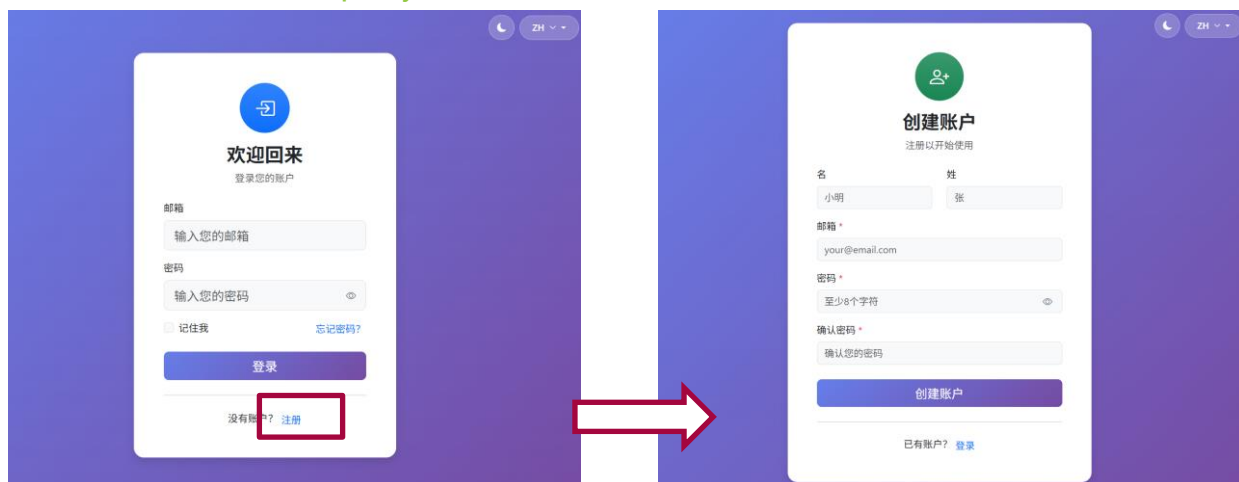 ZH
欢迎回来
登录您的账户
邮箱
输入您的邮箱
密码
输入您的密码
记住我 忘记密码?
登录
没有账户? 注册
ZH
创建账户
注册以开始使用
名 姓
小明 张
邮箱 *
your@email.com
密码 *
至少8个字符
确认密码 *
确认您的密码
创建账户
已有账户? 登录